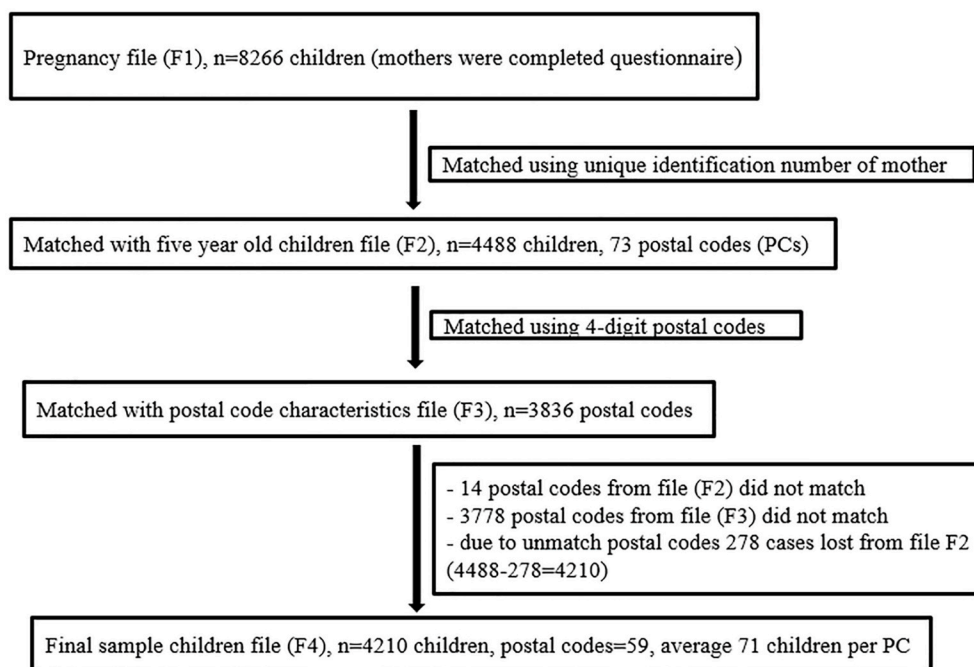 Pregnancy file (F1), n=8266 children (mothers were completed questionnaire)
Matched using unique identification number of mother
Matched with five year old children file (F2), n=4488 children, 73 postal codes (PCs)
Matched using 4-digit postal codes
Matched with postal code characteristics file (F3), n=3836 postal codes
- 14 postal codes from file (F2) did not match
- 3778 postal codes from file (F3) did not match
- due to unmatch postal codes 278 cases lost from file F2
(4488-278=4210)
Final sample children file (F4), n=4210 children, postal codes=59, average 71 children per PC